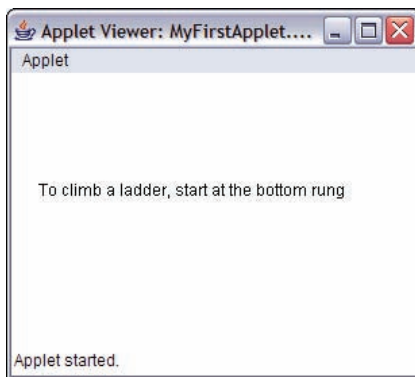 Applet Viewer: MyFirstApplet....
Applet
To climb a ladder, start at the bottom rung
Applet started.